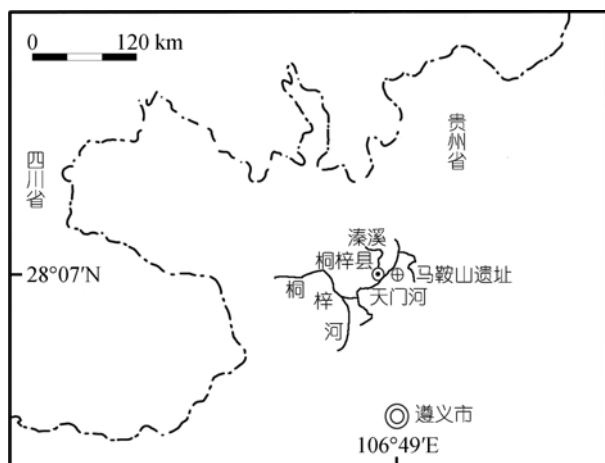 0 120 km
贵州省
四川省
溱溪
桐梓县
28°07′N
马鞍山遗址
天门河
桐梓河
遵义市
106°49′E